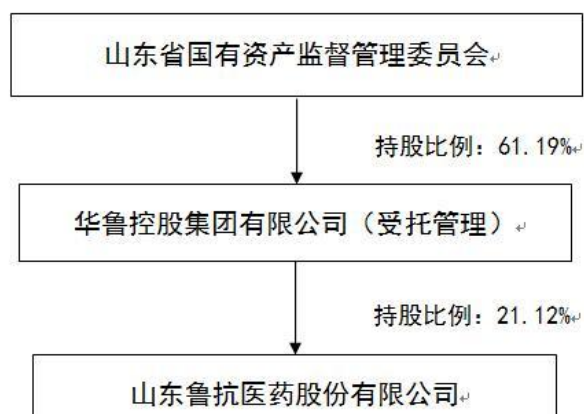 山东省国有资产监督管理委员会
持股比例：61.19%
华鲁控股集团有限公司（受托管理）
持股比例：21.12%
山东鲁抗医药股份有限公司